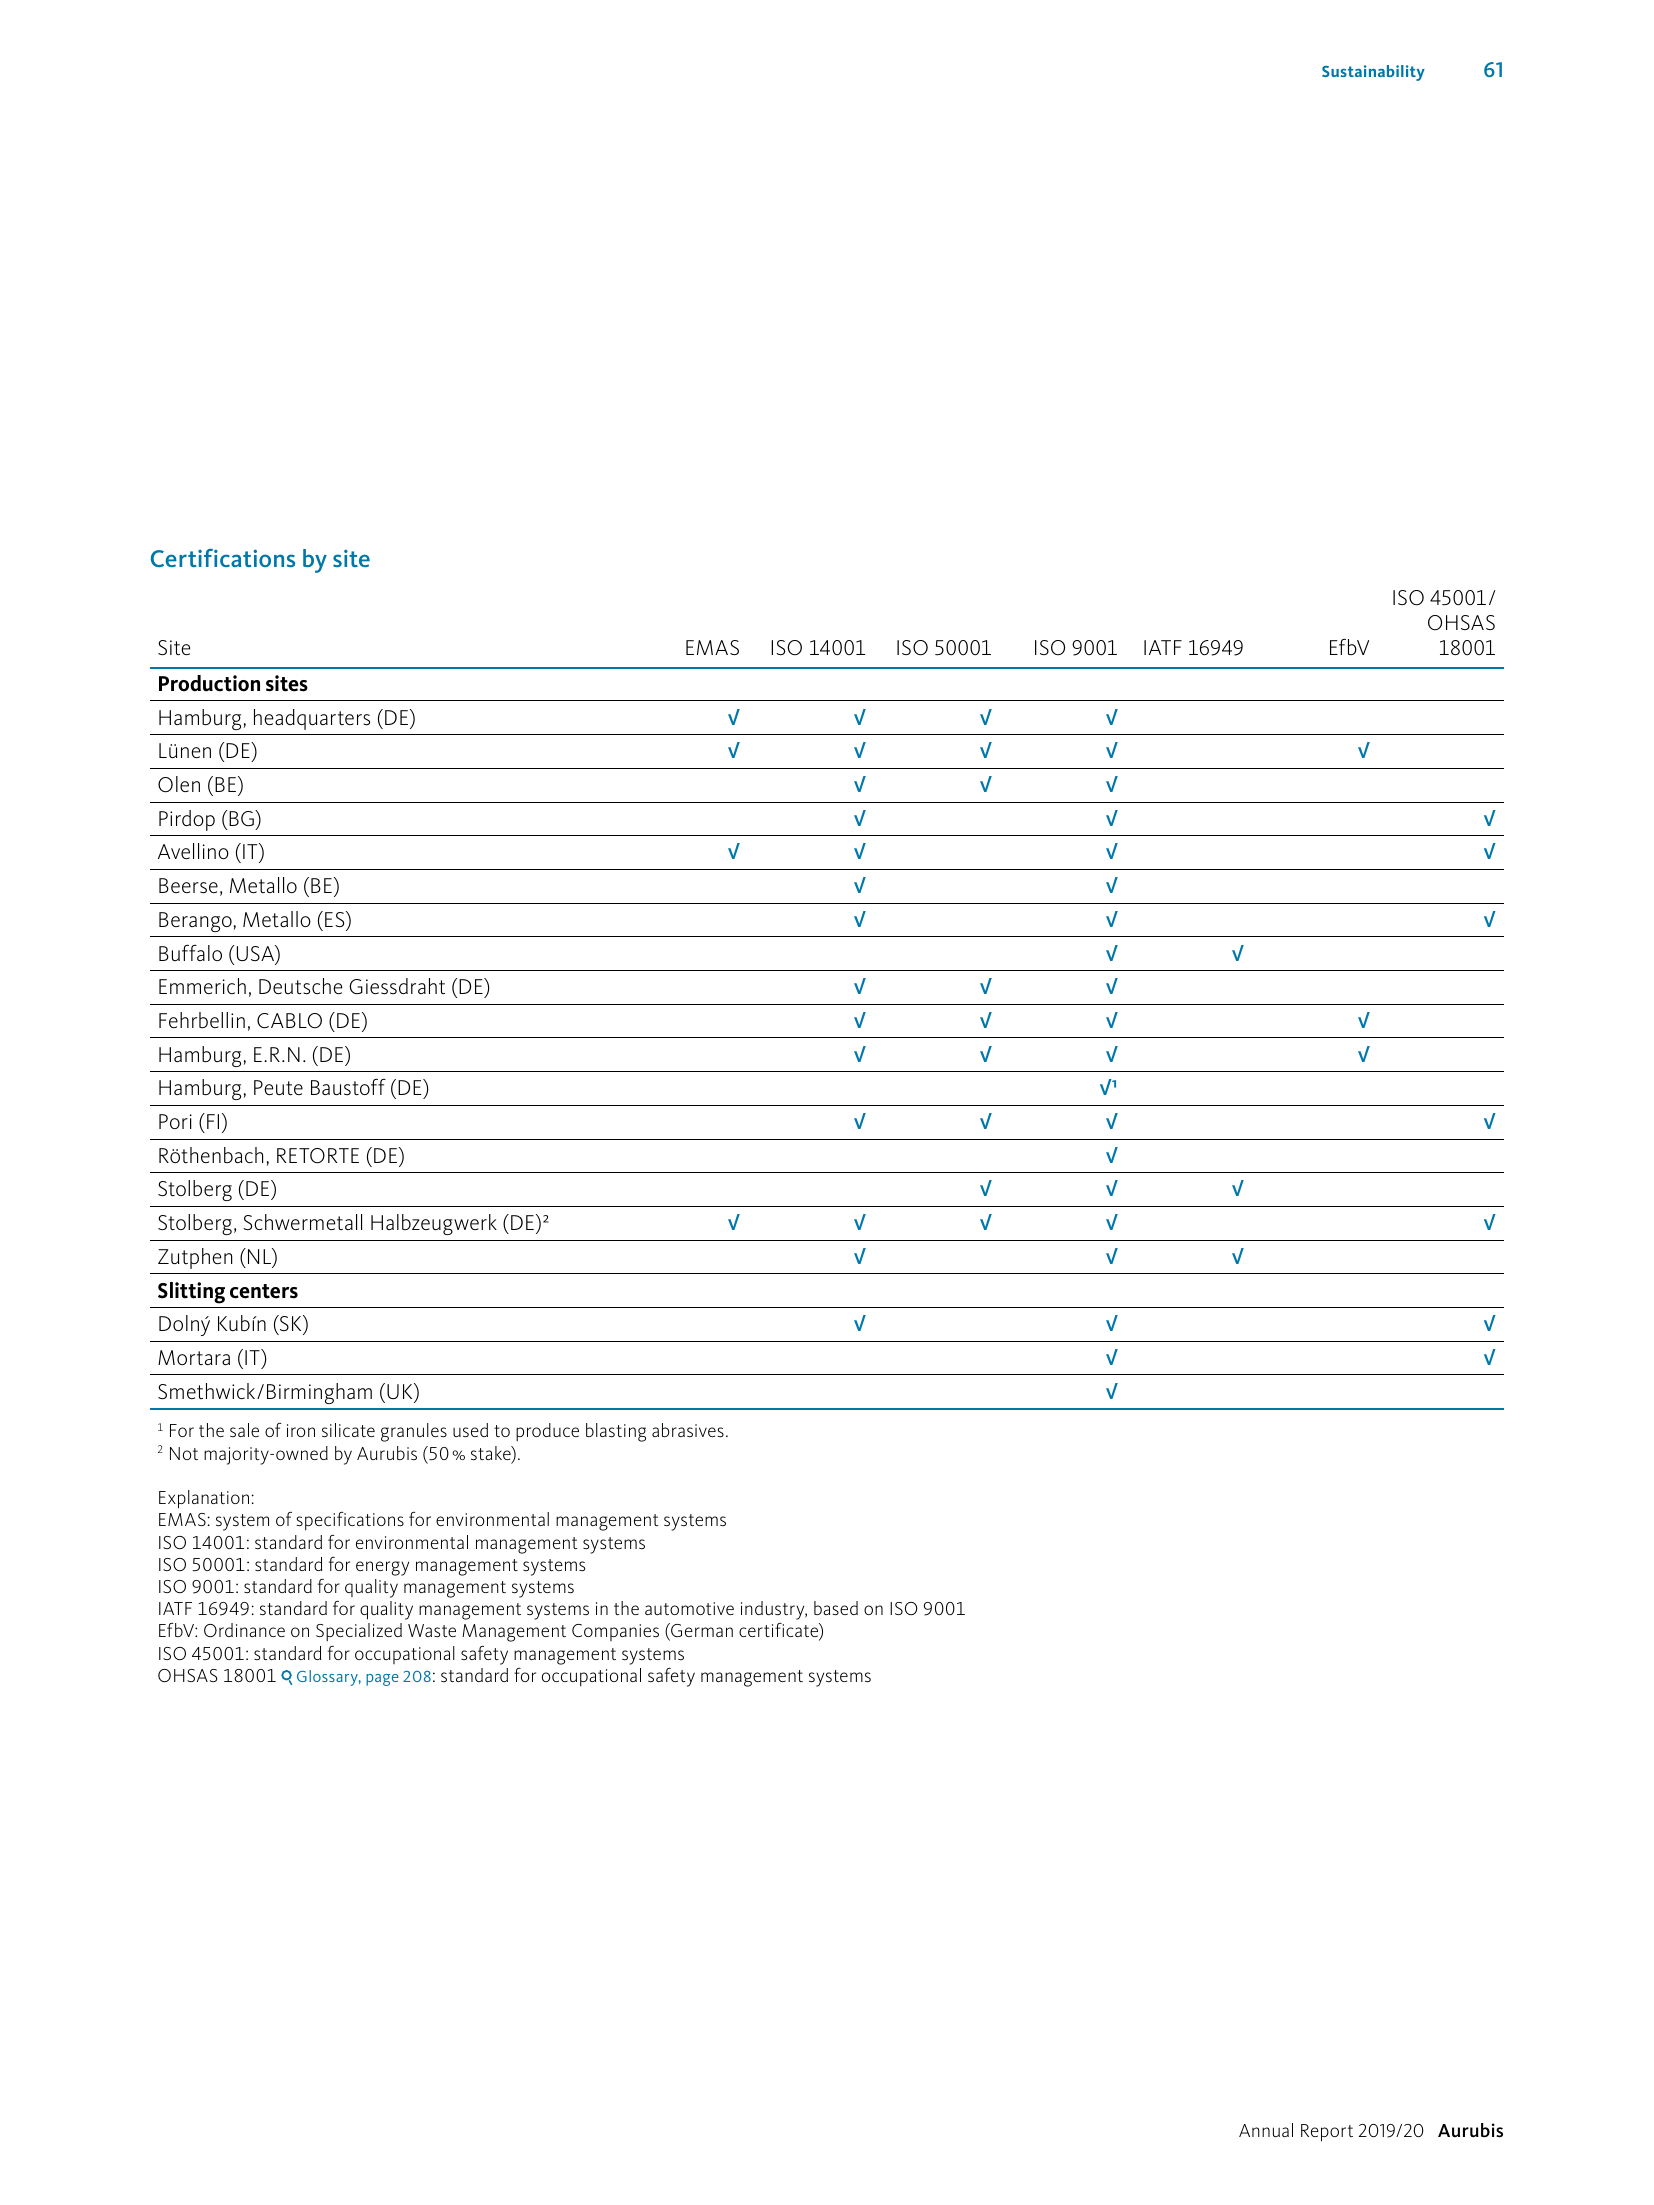 Sustainability 61
Certifications by site
ISO 45001/
OHSAS
Site EMAS ISO 14001 ISO 50001 ISO 9001 IATF 16949 EfbV 18001
Production sites
Hamburg, headquarters (DE) √ √ √ √
Lünen (DE) √ √ √ √ √
Olen (BE) √ √ √
Pirdop (BG) √ √ √
Avellino (IT) √ √ √ √
Beerse, Metallo (BE) √ √
Berango, Metallo (ES) √ √ √
Buffalo (USA) √ √
Emmerich, Deutsche Giessdraht (DE) √ √ √
Fehrbellin, CABLO (DE) √ √ √ √
Hamburg, E.R.N. (DE) √ √ √ √
Hamburg, Peute Baustoff (DE) √¹
Pori (FI) √ √ √ √
Röthenbach, RETORTE (DE) √
Stolberg (DE) √ √ √
Stolberg, Schwermetall Halbzeugwerk (DE)² √ √ √ √ √
Zutphen (NL) √ √ √
Slitting centers
Dolný Kubín (SK) √ √ √
Mortara (IT) √ √
Smethwick/Birmingham (UK) √
¹ For the sale of iron silicate granules used to produce blasting abrasives.
² Not majority-owned by Aurubis (50 % stake).
Explanation:
EMAS: system of specifications for environmental management systems
ISO 14001: standard for environmental management systems
ISO 50001: standard for energy management systems
ISO 9001: standard for quality management systems
IATF 16949: standard for quality management systems in the automotive industry, based on ISO 9001
EfbV: Ordinance on Specialized Waste Management Companies (German certificate)
ISO 45001: standard for occupational safety management systems
OHSAS 18001 Glossary, page 208: standard for occupational safety management systems
Annual Report 2019/20 Aurubis